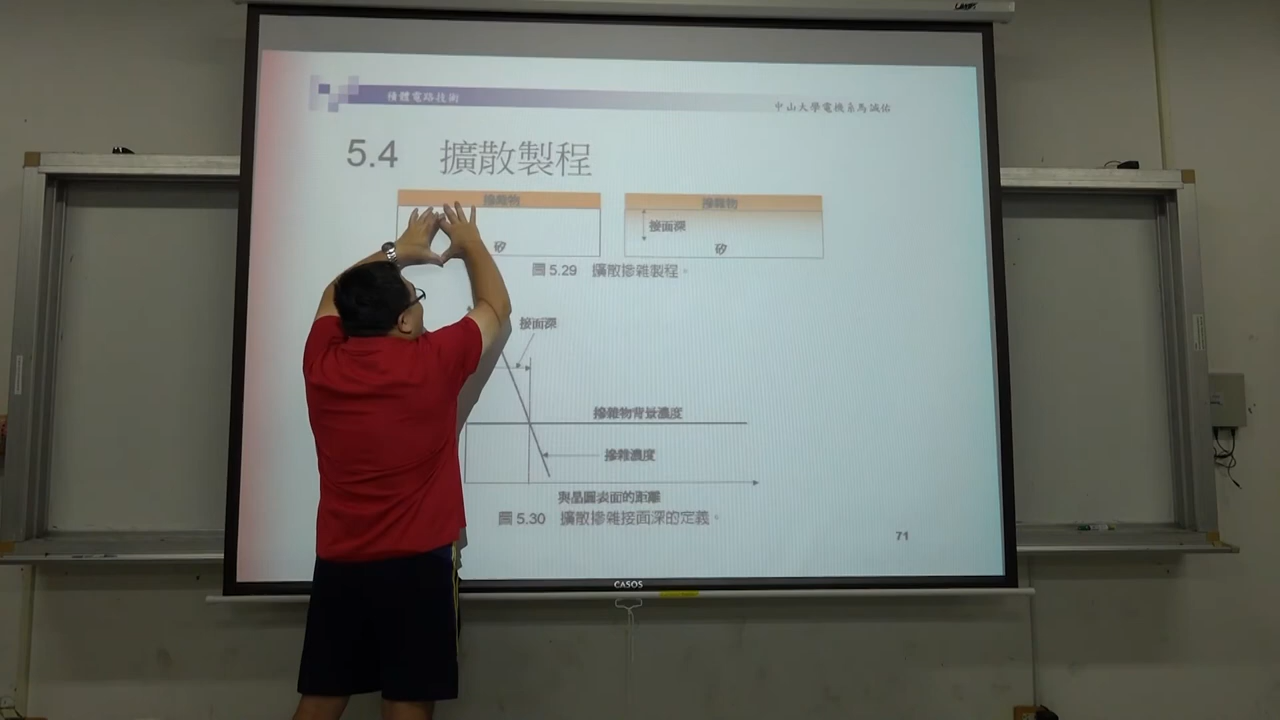 積體電路技術
中山大學電機系馬誠佑
5.4 擴散製程
摻雜物
摻雜物
接面深
矽
矽
圖 5.29 擴散摻雜製程。
接面深
摻雜物背景濃度
摻雜濃度
與晶圓表面的距離
圖 5.30 擴散摻雜接面深的定義。
71
CASOS